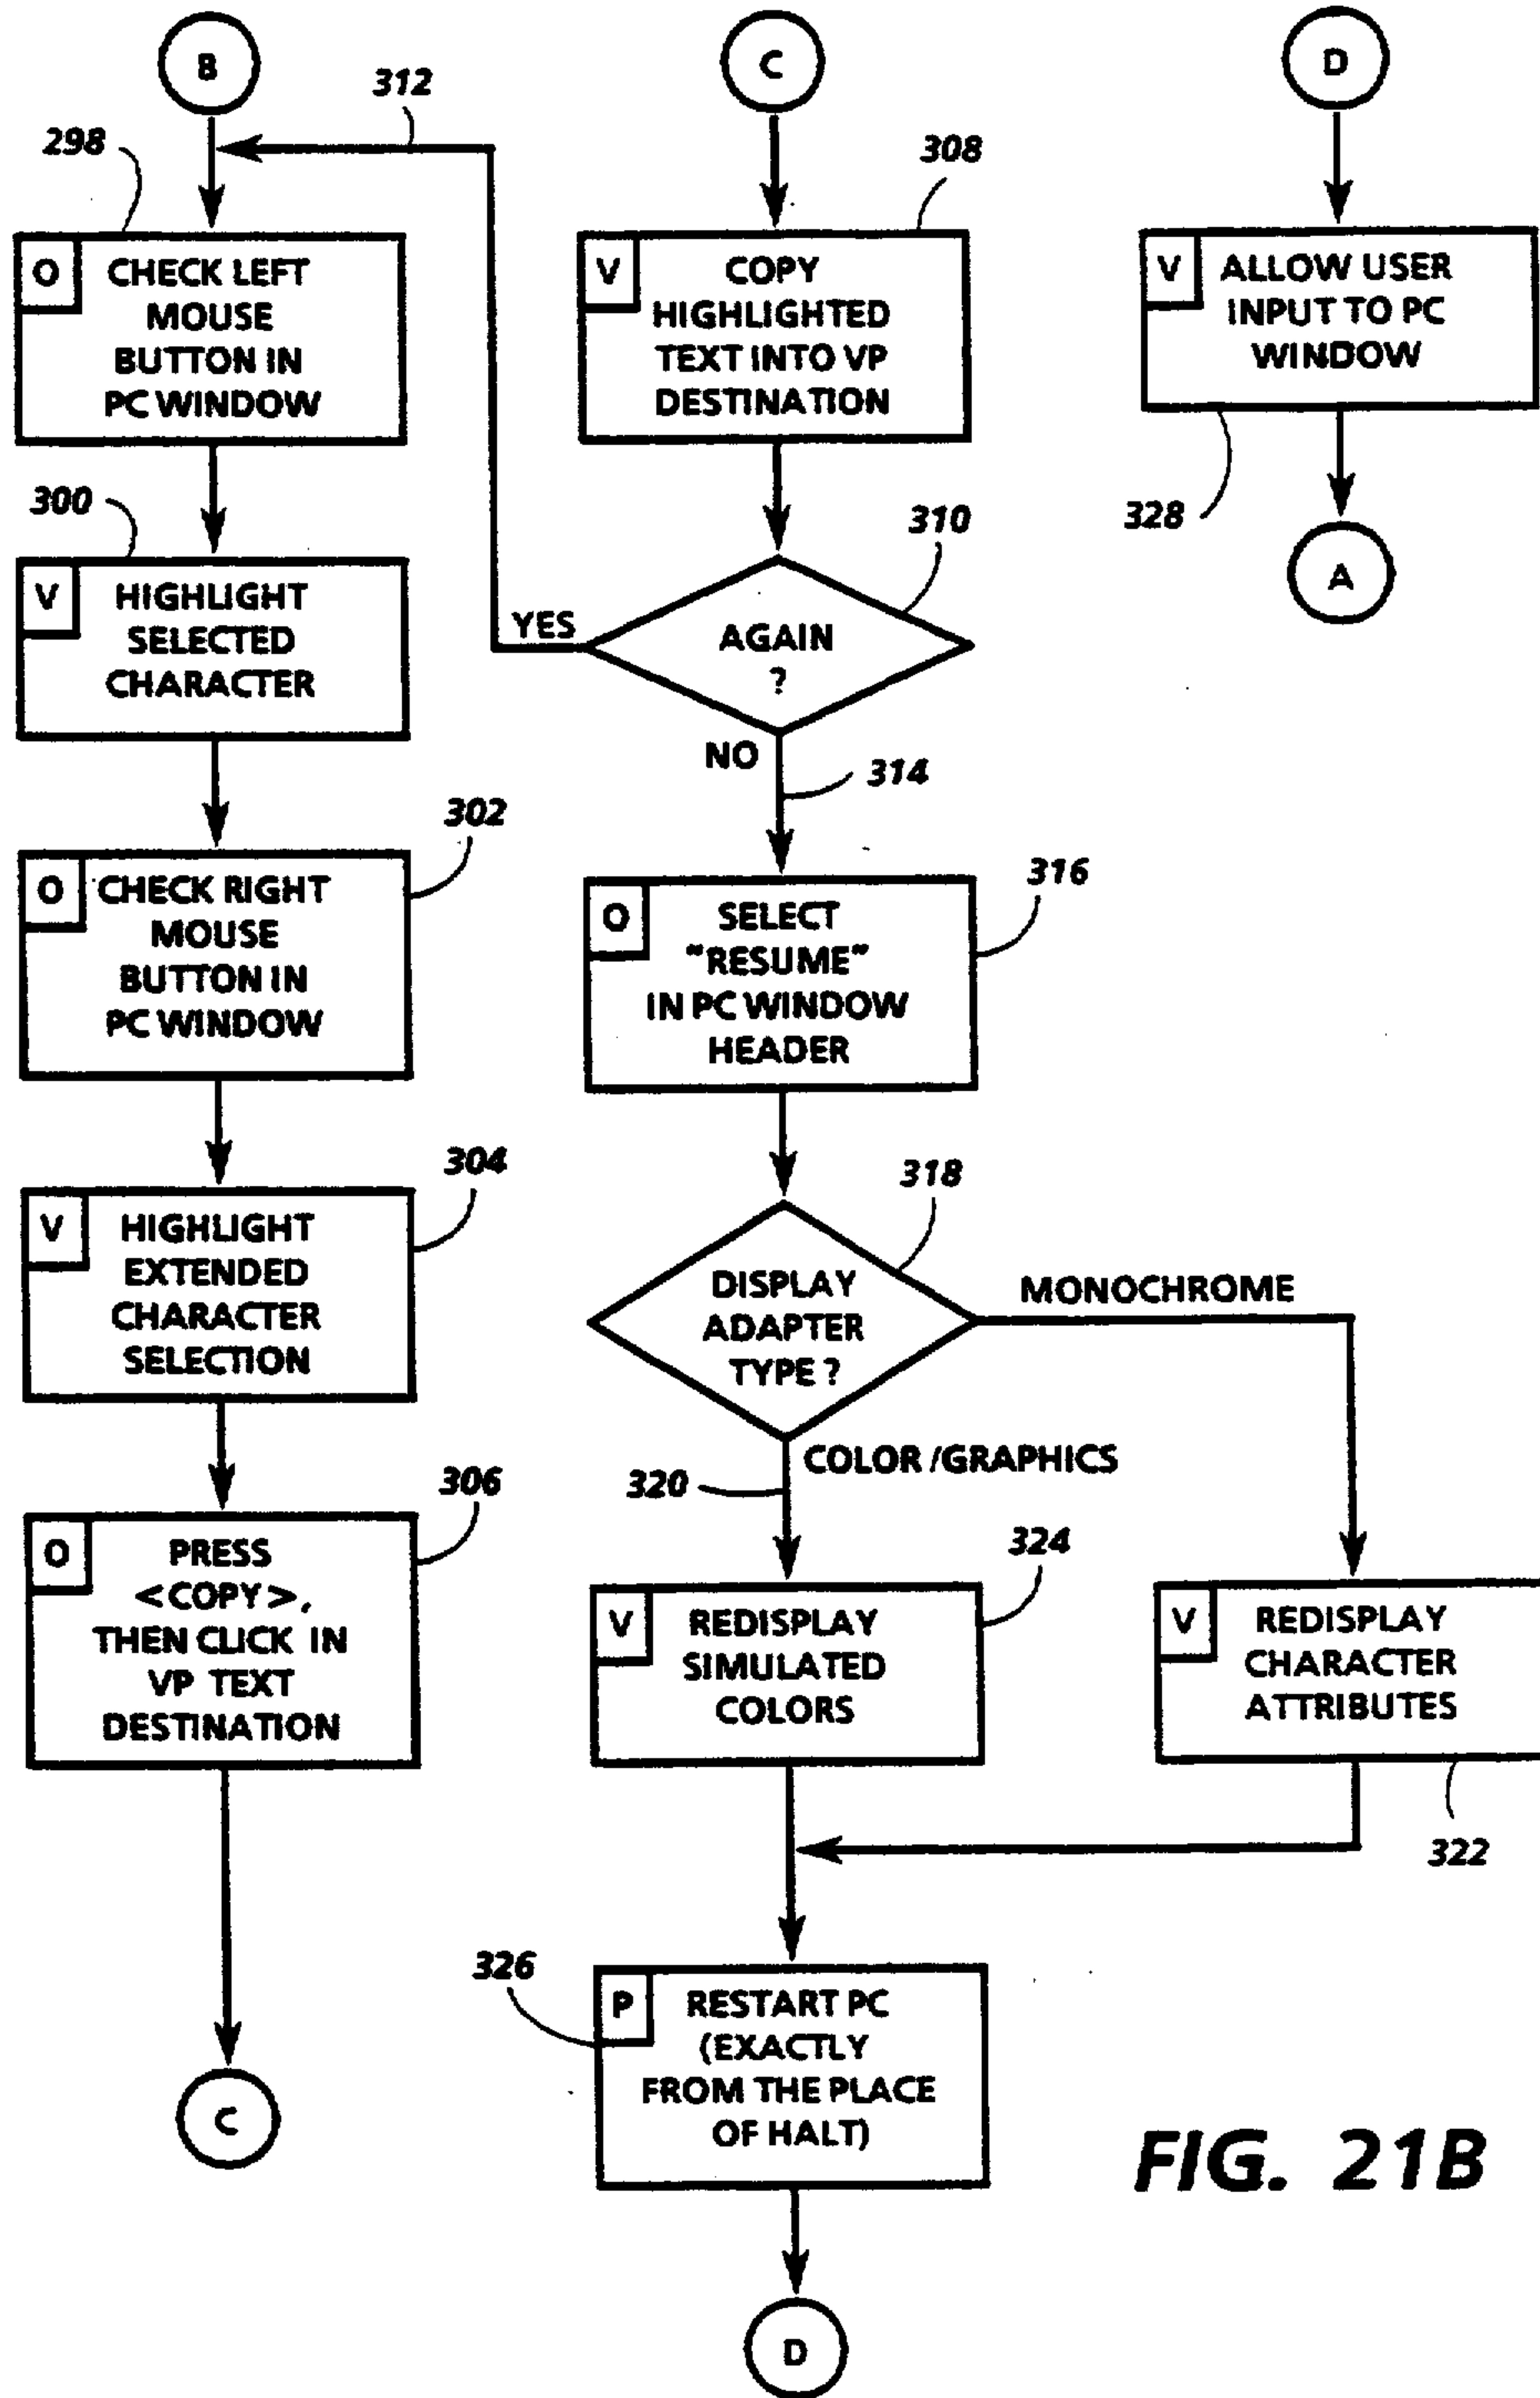 B
312
298
O
CHECK LEFT
MOUSE
BUTTON IN
PC WINDOW
300
V
HIGHLIGHT
SELECTED
CHARACTER
302
O
CHECK RIGHT
MOUSE
BUTTON IN
PC WINDOW
304
V
HIGHLIGHT
EXTENDED
CHARACTER
SELECTION
306
O
PRESS
<COPY>,
THEN CLICK IN
VP TEXT
DESTINATION
C
C
308
V
COPY
HIGHLIGHTED
TEXT INTO VP
DESTINATION
310
YES
AGAIN
?
NO
314
316
O
SELECT
"RESUME"
IN PC WINDOW
HEADER
318
DISPLAY
ADAPTER
TYPE ?
MONOCHROME
COLOR /GRAPHICS
320
324
V
REDISPLAY
SIMULATED
COLORS
V
REDISPLAY
CHARACTER
ATTRIBUTES
322
326
P
RESTART PC
(EXACTLY
FROM THE PLACE
OF HALT)
D
D
V
ALLOW USER
INPUT TO PC
WINDOW
328
A
FIG. 21B